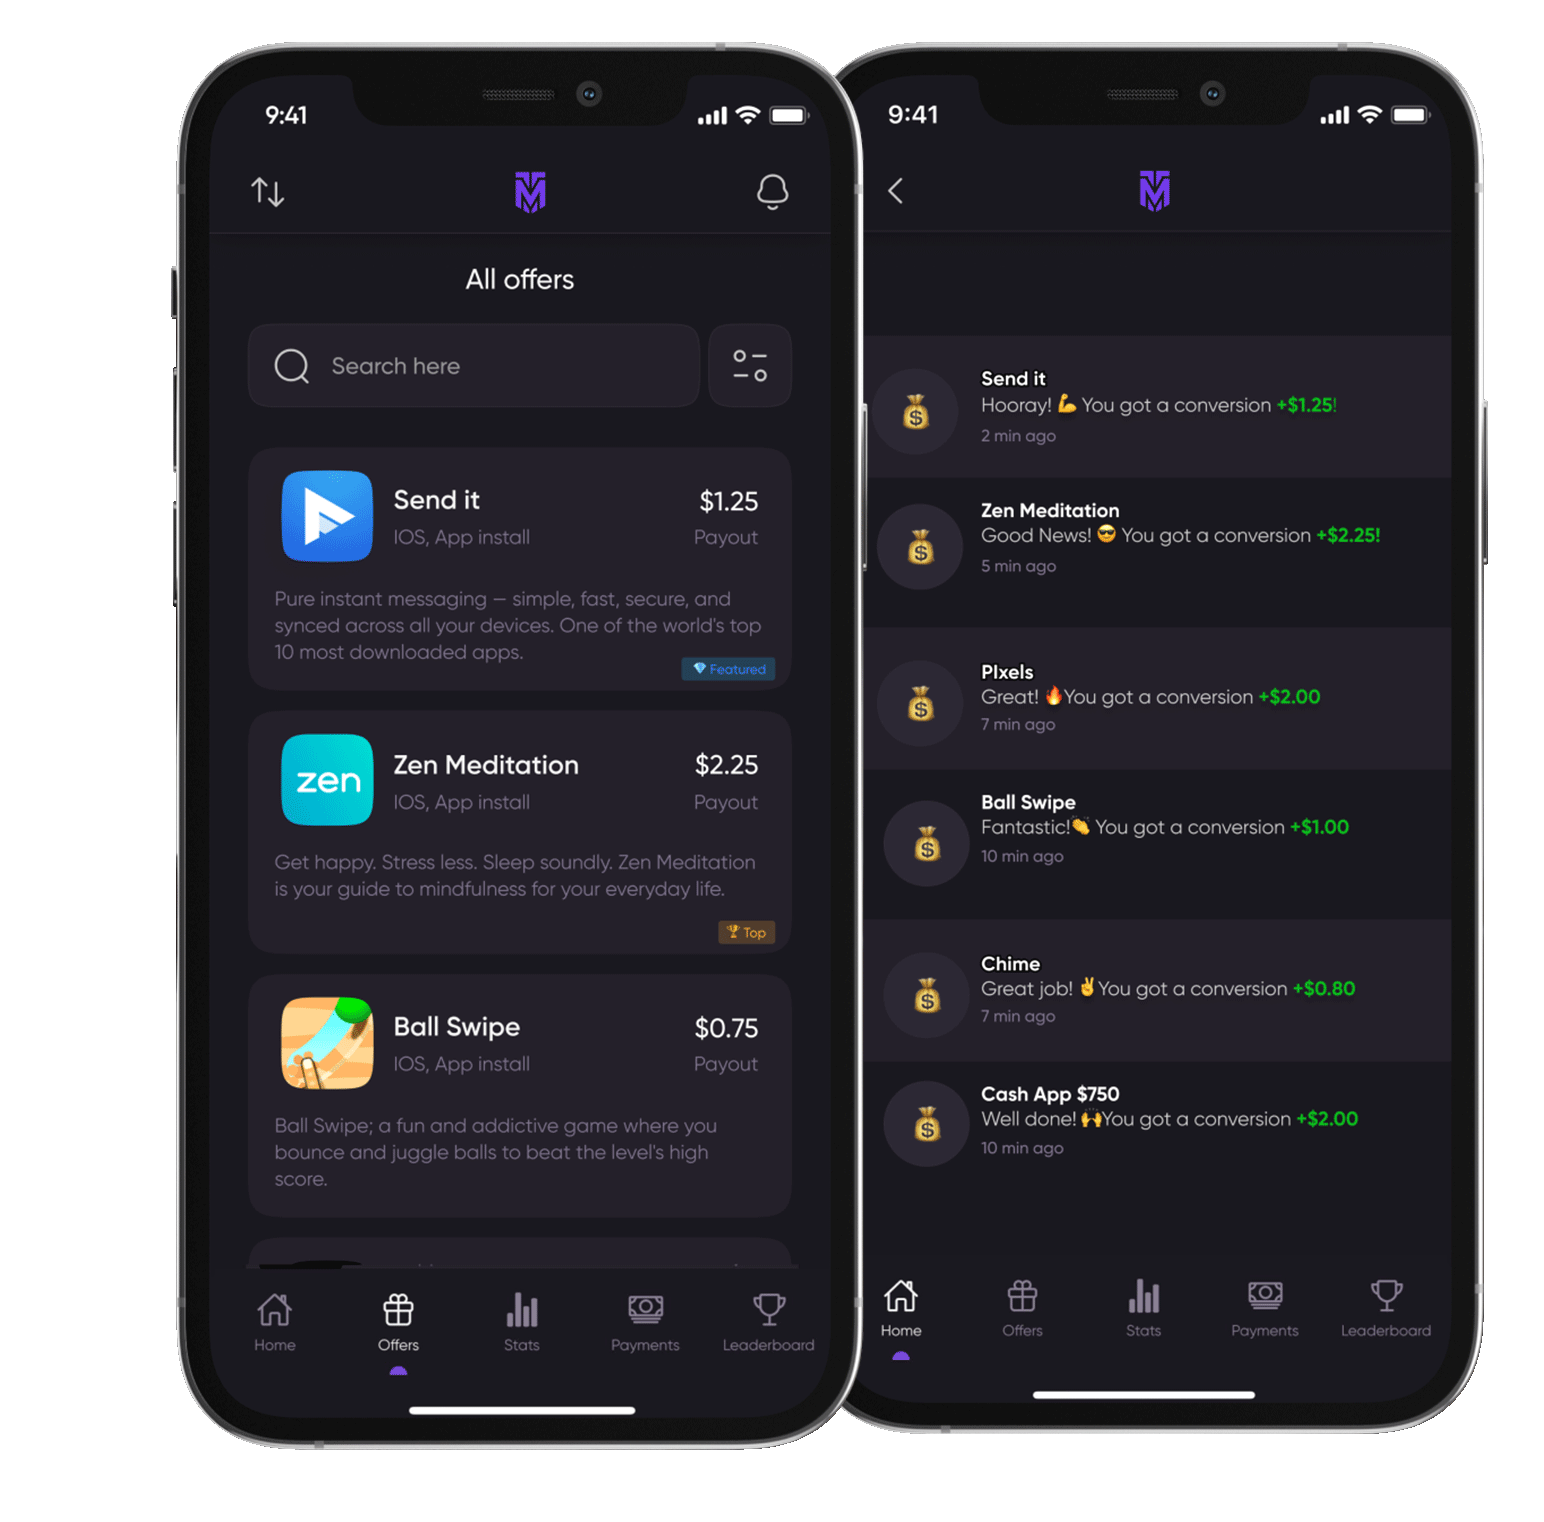 9:41
All offers
Search here
Send it
$1.25
IOS, App install
Payout
Pure instant messaging — simple, fast, secure, and
synced across all your devices. One of the world's top
10 most downloaded apps.
Featured
zen
Zen Meditation
$2.25
IOS, App install
Payout
Get happy. Stress less. Sleep soundly. Zen Meditation
is your guide to mindfulness for your everyday life.
Top
Ball Swipe
$0.75
IOS, App install
Payout
Ball Swipe; a fun and addictive game where you
bounce and juggle balls to beat the level's high
score.
Home
Offers
Stats
Payments
Leaderboard
9:41
Send it
Hooray! 💪 You got a conversion +$1.25!
2 min ago
Zen Meditation
Good News! 😎 You got a conversion +$2.25!
5 min ago
PIxels
Great! 🔥You got a conversion +$2.00
7 min ago
Ball Swipe
Fantastic!👏 You got a conversion +$1.00
10 min ago
Chime
Great job! ✌️You got a conversion +$0.80
7 min ago
Cash App $750
Well done! 🙌You got a conversion +$2.00
10 min ago
Home
Offers
Stats
Payments
Leaderboard